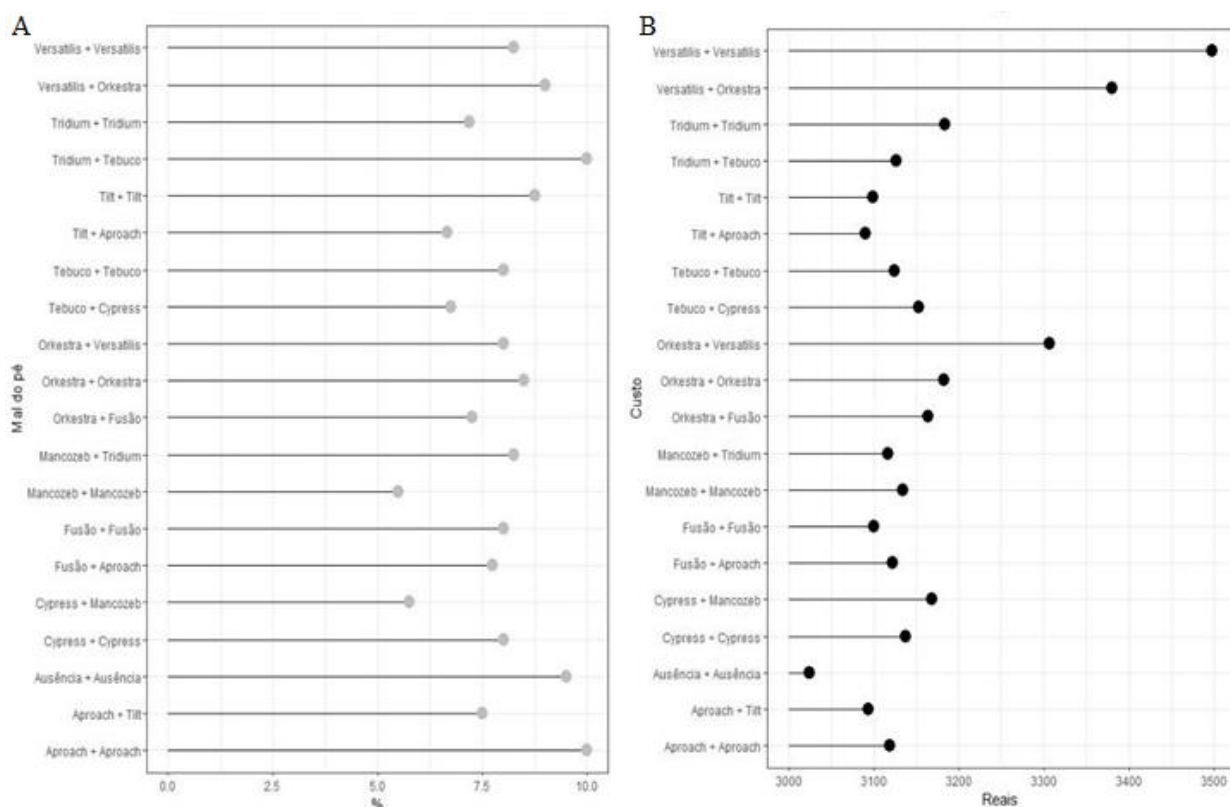 A
Versatilis + Versatilis
Versatilis + Orkestra
Tridium + Tridium
Tridium + Tebuco
Tilt + Tilt
Tilt + Aproach
Tebuco + Tebuco
Tebuco + Cypress
Orkestra + Versatilis
Orkestra + Orkestra
Orkestra + Fusão
Mancozeb + Tridium
Mancozeb + Mancozeb
Fusão + Fusão
Fusão + Aproach
Cypress + Mancozeb
Cypress + Cypress
Ausência + Ausência
Aproach + Tilt
Aproach + Aproach
Mal do pé
0.0 2.5 5.0 7.5 10.0
%
B
Versatilis + Versatilis
Versatilis + Orkestra
Tridium + Tridium
Tridium + Tebuco
Tilt + Tilt
Tilt + Aproach
Tebuco + Tebuco
Tebuco + Cypress
Orkestra + Versatilis
Orkestra + Orkestra
Orkestra + Fusão
Mancozeb + Tridium
Mancozeb + Mancozeb
Fusão + Fusão
Fusão + Aproach
Cypress + Mancozeb
Cypress + Cypress
Ausência + Ausência
Aproach + Tilt
Aproach + Aproach
Custo
3000 3100 3200 3300 3400 3500
Reais